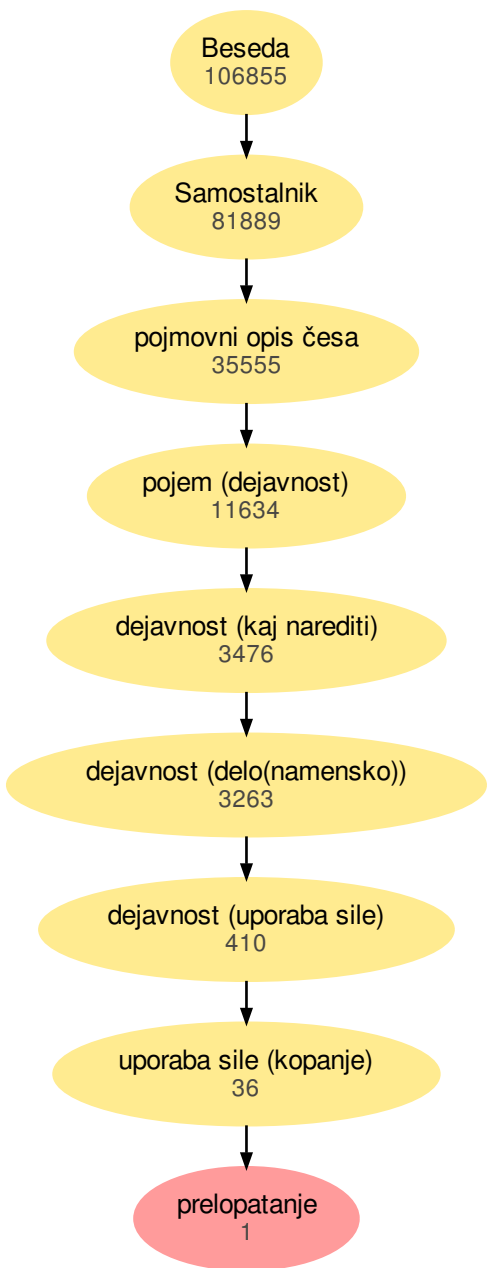 Beseda
106855
Samostalnik
81889
pojmovni opis česa
35555
pojem (dejavnost)
11634
dejavnost (kaj narediti)
3476
dejavnost (delo(namensko))
3263
dejavnost (uporaba sile)
410
uporaba sile (kopanje)
36
prelopatanje
1